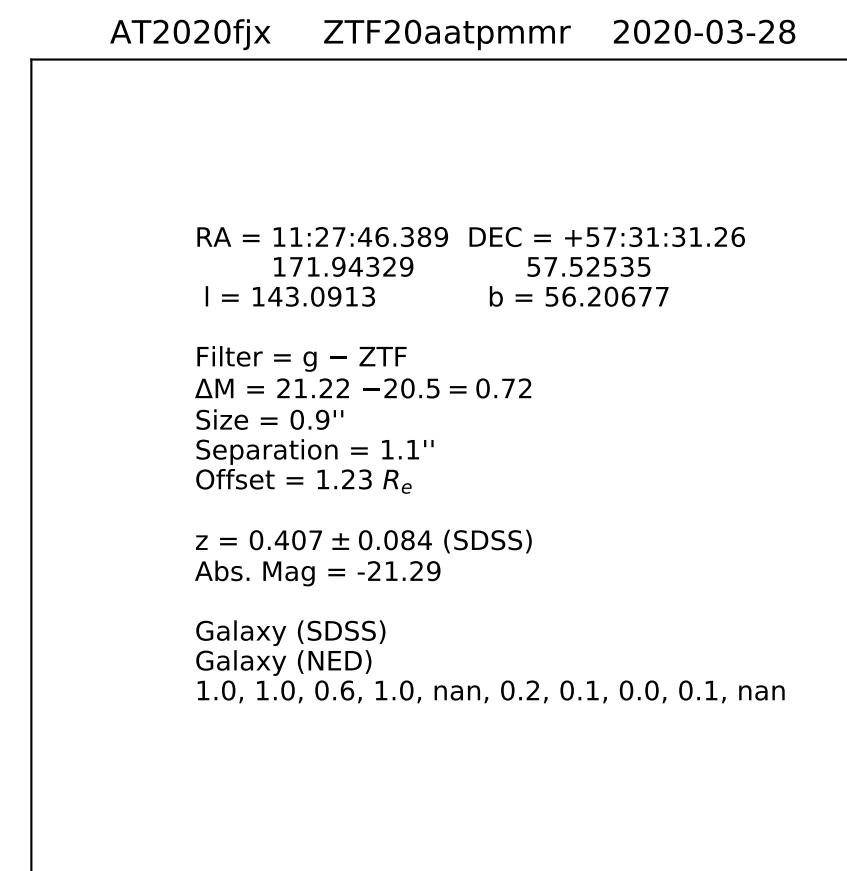 AT2020fjx ZTF20aatpmmr 2020-03-28
RA = 11:27:46.389 DEC = +57:31:31.26
171.94329 57.52535
l = 143.0913 b = 56.20677
Filter = g − ZTF
ΔM = 21.22 −20.5 = 0.72
Size = 0.9''
Separation = 1.1''
Offset = 1.23 Rₑ
z = 0.407 ± 0.084 (SDSS)
Abs. Mag = -21.29
Galaxy (SDSS)
Galaxy (NED)
1.0, 1.0, 0.6, 1.0, nan, 0.2, 0.1, 0.0, 0.1, nan